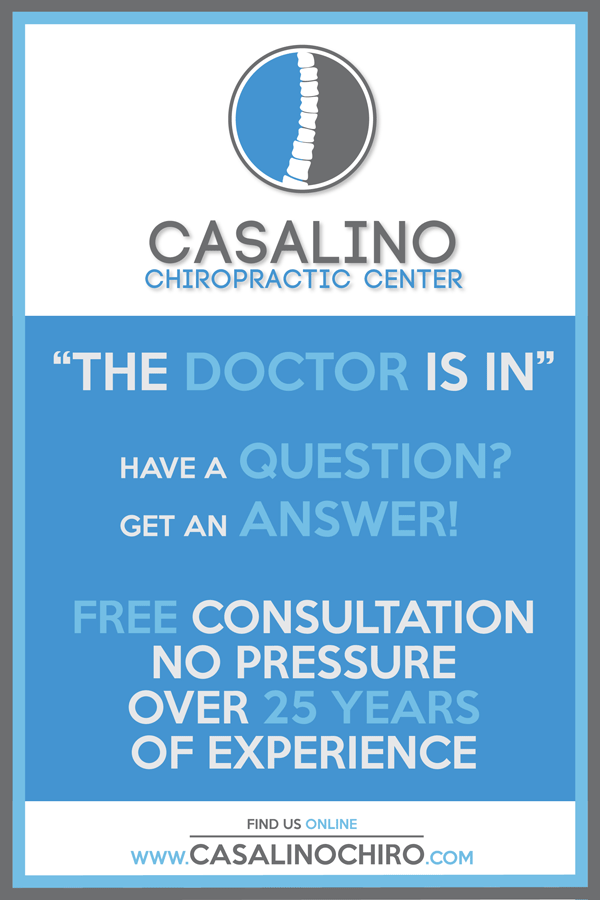 CASALINO
CHIROPRACTIC CENTER
“THE DOCTOR IS IN”
HAVE A QUESTION?
GET AN ANSWER!
FREE CONSULTATION
NO PRESSURE
OVER 25 YEARS
OF EXPERIENCE
FIND US ONLINE
WWW.CASALINOCHIRO.COM